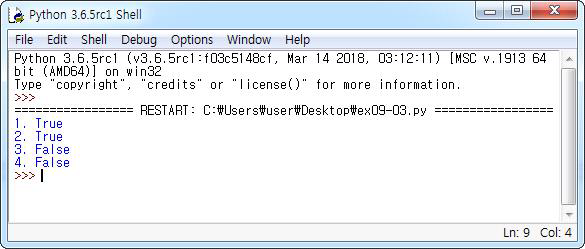 Python 3.6.5rc1 Shell
File Edit Shell Debug Options Window Help
Python 3.6.5rc1 (v3.6.5rc1:f03c5148cf, Mar 14 2018, 03:12:11) [MSC v.1913 64
bit (AMD64)] on win32
Type "copyright", "credits" or "license()" for more information.
>>>
================= RESTART: C:₩Users₩user₩Desktop₩ex09-03.py =================
1. True
2. True
3. False
4. False
>>>
Ln: 9 Col: 4